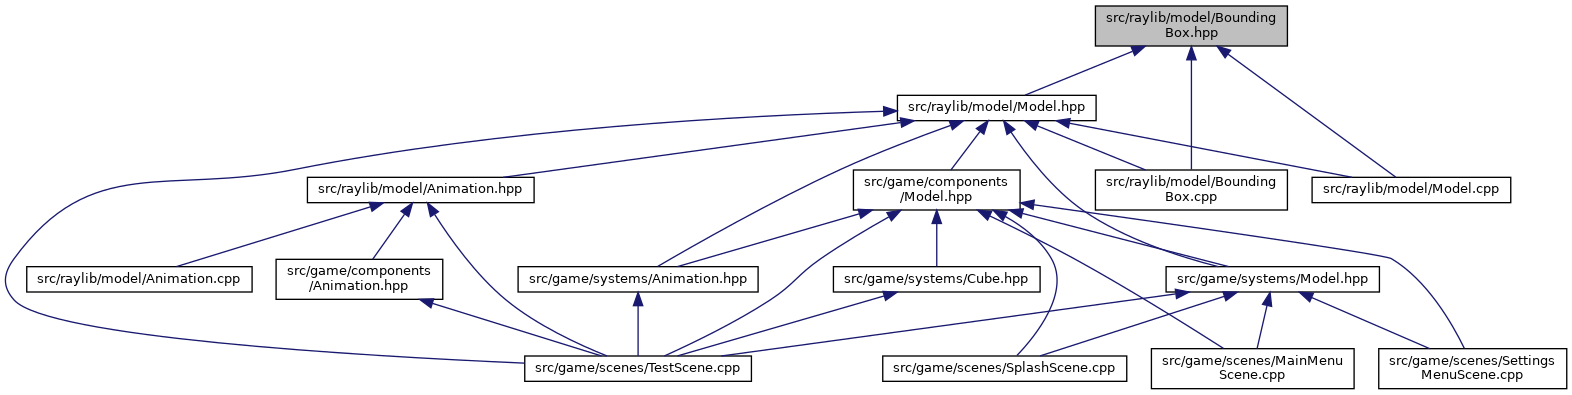 src/raylib/model/Bounding
Box.hpp
src/raylib/model/Model.hpp
src/raylib/model/Animation.hpp
src/game/components
/Model.hpp
src/raylib/model/Bounding
Box.cpp
src/raylib/model/Model.cpp
src/raylib/model/Animation.cpp
src/game/components
/Animation.hpp
src/game/systems/Animation.hpp
src/game/systems/Cube.hpp
src/game/systems/Model.hpp
src/game/scenes/TestScene.cpp
src/game/scenes/SplashScene.cpp
src/game/scenes/MainMenu
Scene.cpp
src/game/scenes/Settings
MenuScene.cpp